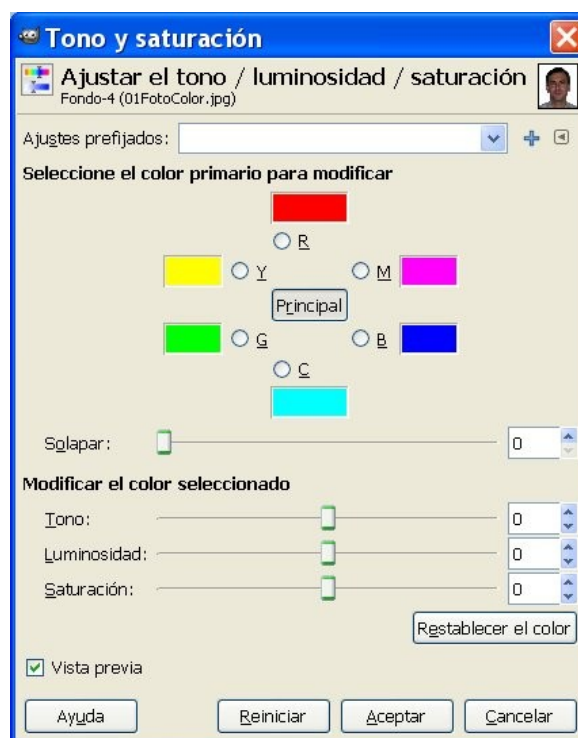 Tono y saturación
Ajustar el tono / luminosidad / saturación
Fondo-4 (01FotoColor.jpg)
Ajustes prefijados:
Seleccione el color primario para modificar
R
Y M
Principal
G B
C
Solapar: 0
Modificar el color seleccionado
Tono: 0
Luminosidad: 0
Saturación: 0
Restablecer el color
Vista previa
Ayuda Reiniciar Aceptar Cancelar